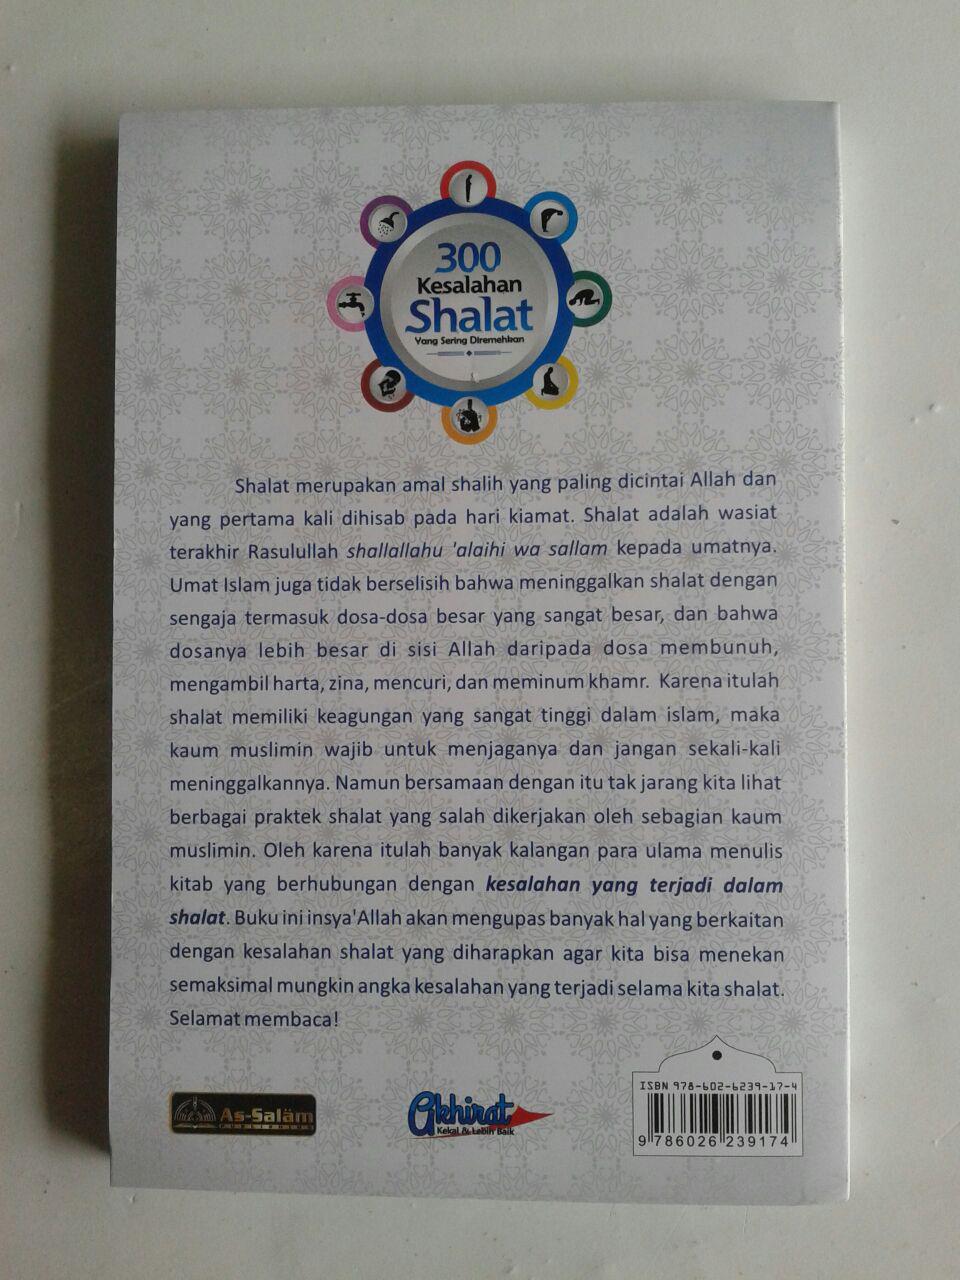 300
Kesalahan
Shalat
Yang Sering Diremehkan
Shalat merupakan amal shalih yang paling dicintai Allah dan
yang pertama kali dihisab pada hari kiamat. Shalat adalah wasiat
terakhir Rasulullah shallallahu 'alaihi wa sallam kepada umatnya.
Umat Islam juga tidak berselisih bahwa meninggalkan shalat dengan
sengaja termasuk dosa-dosa besar yang sangat besar, dan bahwa
dosanya lebih besar di sisi Allah daripada dosa membunuh,
mengambil harta, zina, mencuri, dan meminum khamr. Karena itulah
shalat memiliki keagungan yang sangat tinggi dalam islam, maka
kaum muslimin wajib untuk menjaganya dan jangan sekali-kali
meninggalkannya. Namun bersamaan dengan itu tak jarang kita lihat
berbagai praktek shalat yang salah dikerjakan oleh sebagian kaum
muslimin. Oleh karena itulah banyak kalangan para ulama menulis
kitab yang berhubungan dengan kesalahan yang terjadi dalam
shalat. Buku ini insya'Allah akan mengupas banyak hal yang berkaitan
dengan kesalahan shalat yang diharapkan agar kita bisa menekan
semaksimal mungkin angka kesalahan yang terjadi selama kita shalat.
Selamat membaca!
As-Salām
PUBLISHING
Akhirat
Kekal & Lebih Baik
ISBN 978-602-6239-17-4
9 786026 239174